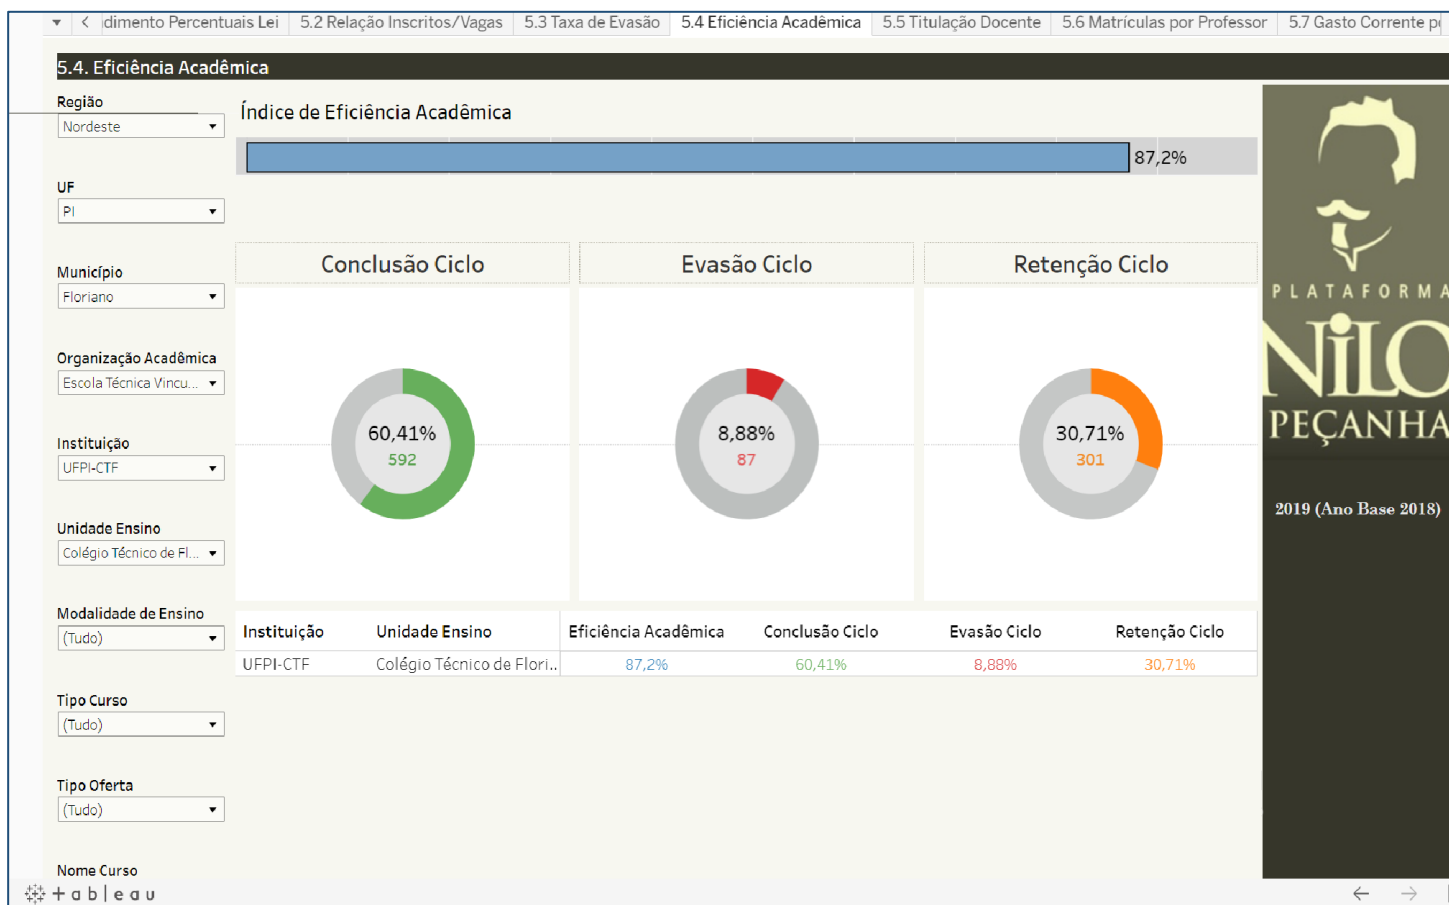 dimento Percentuais Lei
5.2 Relação Inscritos/Vagas
5.3 Taxa de Evasão
5.4 Eficiência Acadêmica
5.5 Titulação Docente
5.6 Matrículas por Professor
5.7 Gasto Corrente p
5.4. Eficiência Acadêmica
Região
Nordeste
UF
PI
Município
Floriano
Organização Acadêmica
Escola Técnica Vincu...
Instituição
UFPI-CTF
Unidade Ensino
Colégio Técnico de Fl...
Modalidade de Ensino
(Tudo)
Tipo Curso
(Tudo)
Tipo Oferta
(Tudo)
Nome Curso
Índice de Eficiência Acadêmica
87,2%
Conclusão Ciclo
Evasão Ciclo
Retenção Ciclo
60,41%
592
8,88%
87
30,71%
301
Instituição Unidade Ensino Eficiência Acadêmica Conclusão Ciclo Evasão Ciclo Retenção Ciclo
UFPI-CTF Colégio Técnico de Flori.. 87,2% 60,41% 8,88% 30,71%
PLATAFORMA
NILO
PEÇANHA
2019 (Ano Base 2018)
+ableau